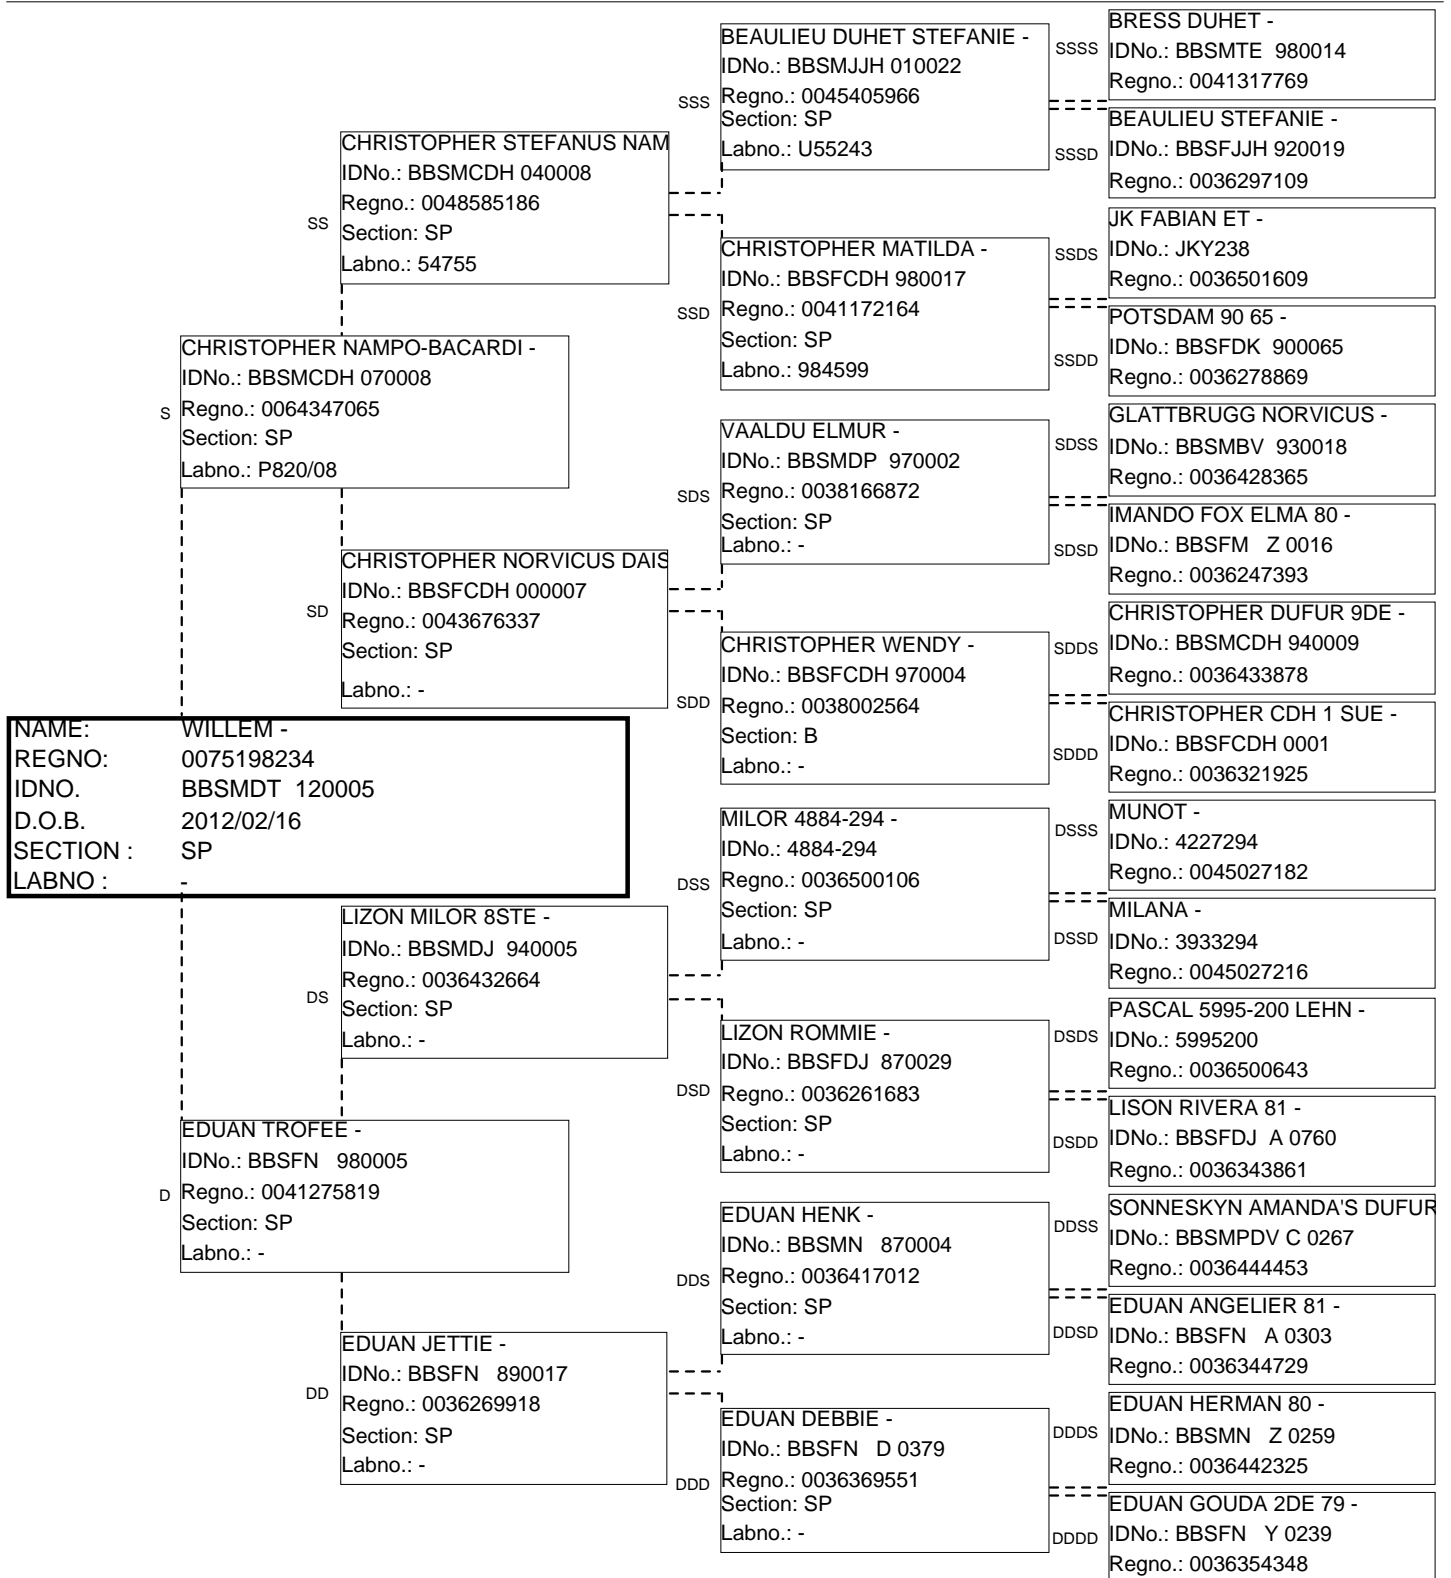 S
CHRISTOPHER NAMPO-BACARDI -
IDNo.: BBSMCDH 070008
Regno.: 0064347065
Section: SP
Labno.: P820/08
SS
CHRISTOPHER STEFANUS NAM
IDNo.: BBSMCDH 040008
Regno.: 0048585186
Section: SP
Labno.: 54755
SD
CHRISTOPHER NORVICUS DAIS
IDNo.: BBSFCDH 000007
Regno.: 0043676337
Section: SP
Labno.: -
NAME: WILLEM -
REGNO: 0075198234
IDNO. BBSMDT 120005
D.O.B. 2012/02/16
SECTION : SP
LABNO : -
DS
LIZON MILOR 8STE -
IDNo.: BBSMDJ 940005
Regno.: 0036432664
Section: SP
Labno.: -
D
EDUAN TROFEE -
IDNo.: BBSFN 980005
Regno.: 0041275819
Section: SP
Labno.: -
DD
EDUAN JETTIE -
IDNo.: BBSFN 890017
Regno.: 0036269918
Section: SP
Labno.: -
SSS
BEAULIEU DUHET STEFANIE -
IDNo.: BBSMJJH 010022
Regno.: 0045405966
Section: SP
Labno.: U55243
SSD
CHRISTOPHER MATILDA -
IDNo.: BBSFCDH 980017
Regno.: 0041172164
Section: SP
Labno.: 984599
SDS
VAALDU ELMUR -
IDNo.: BBSMDP 970002
Regno.: 0038166872
Section: SP
Labno.: -
SDD
CHRISTOPHER WENDY -
IDNo.: BBSFCDH 970004
Regno.: 0038002564
Section: B
Labno.: -
DSS
MILOR 4884-294 -
IDNo.: 4884-294
Regno.: 0036500106
Section: SP
Labno.: -
DSD
LIZON ROMMIE -
IDNo.: BBSFDJ 870029
Regno.: 0036261683
Section: SP
Labno.: -
DDS
EDUAN HENK -
IDNo.: BBSMN 870004
Regno.: 0036417012
Section: SP
Labno.: -
DDD
EDUAN DEBBIE -
IDNo.: BBSFN D 0379
Regno.: 0036369551
Section: SP
Labno.: -
SSSS
BRESS DUHET -
IDNo.: BBSMTE 980014
Regno.: 0041317769
SSSD
BEAULIEU STEFANIE -
IDNo.: BBSFJJH 920019
Regno.: 0036297109
SSDS
JK FABIAN ET -
IDNo.: JKY238
Regno.: 0036501609
SSDD
POTSDAM 90 65 -
IDNo.: BBSFDK 900065
Regno.: 0036278869
SDSS
GLATTBRUGG NORVICUS -
IDNo.: BBSMBV 930018
Regno.: 0036428365
SDSD
IMANDO FOX ELMA 80 -
IDNo.: BBSFM Z 0016
Regno.: 0036247393
SDDS
CHRISTOPHER DUFUR 9DE -
IDNo.: BBSMCDH 940009
Regno.: 0036433878
SDDD
CHRISTOPHER CDH 1 SUE -
IDNo.: BBSFCDH 0001
Regno.: 0036321925
DSSS
MUNOT -
IDNo.: 4227294
Regno.: 0045027182
DSSD
MILANA -
IDNo.: 3933294
Regno.: 0045027216
DSDS
PASCAL 5995-200 LEHN -
IDNo.: 5995200
Regno.: 0036500643
DSDD
LISON RIVERA 81 -
IDNo.: BBSFDJ A 0760
Regno.: 0036343861
DDSS
SONNESKYN AMANDA'S DUFUR
IDNo.: BBSMPDV C 0267
Regno.: 0036444453
DDSD
EDUAN ANGELIER 81 -
IDNo.: BBSFN A 0303
Regno.: 0036344729
DDDS
EDUAN HERMAN 80 -
IDNo.: BBSMN Z 0259
Regno.: 0036442325
DDDD
EDUAN GOUDA 2DE 79 -
IDNo.: BBSFN Y 0239
Regno.: 0036354348